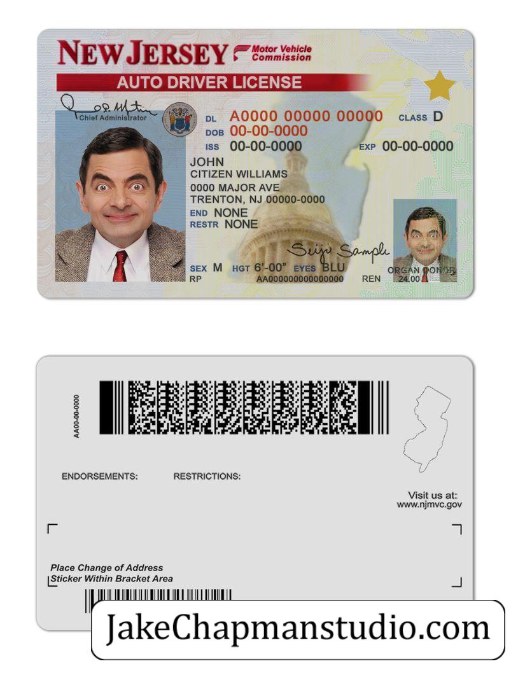 NEW JERSEY Motor Vehicle Commission
AUTO DRIVER LICENSE
Chief Administrator
DL A0000 00000 00000 CLASS D
DOB 00-00-0000
ISS 00-00-0000 EXP 00-00-0000
JOHN
CITIZEN WILLIAMS
0000 MAJOR AVE
TRENTON, NJ 00000-0000
END NONE
RESTR NONE
Sample
SEX M HGT 6'-00" EYES BLU ORGAN DONOR
RP AA000000000000000 REN 24.00
AA00-00-0000
ENDORSEMENTS: RESTRICTIONS:
Visit us at:
www.njmvc.gov
Place Change of Address
Sticker Within Bracket Area
JakeChapmanstudio.com